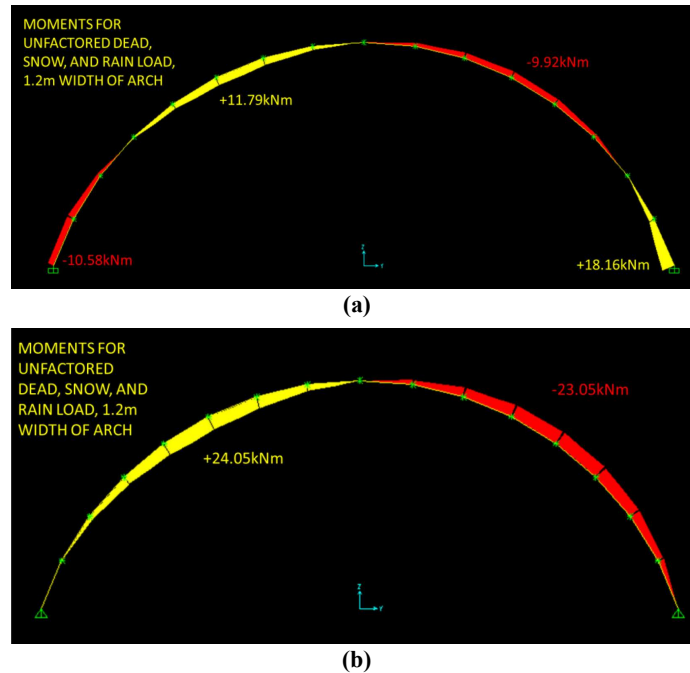 MOMENTS FOR
UNFACTORED DEAD,
SNOW, AND RAIN LOAD,
1.2m WIDTH OF ARCH
-9.92kNm
+11.79kNm
-10.58kNm
Z
Y
+18.16kNm
(a)
MOMENTS FOR
UNFACTORED
DEAD, SNOW, AND
RAIN LOAD, 1.2m
WIDTH OF ARCH
-23.05kNm
+24.05kNm
Z
Y
(b)